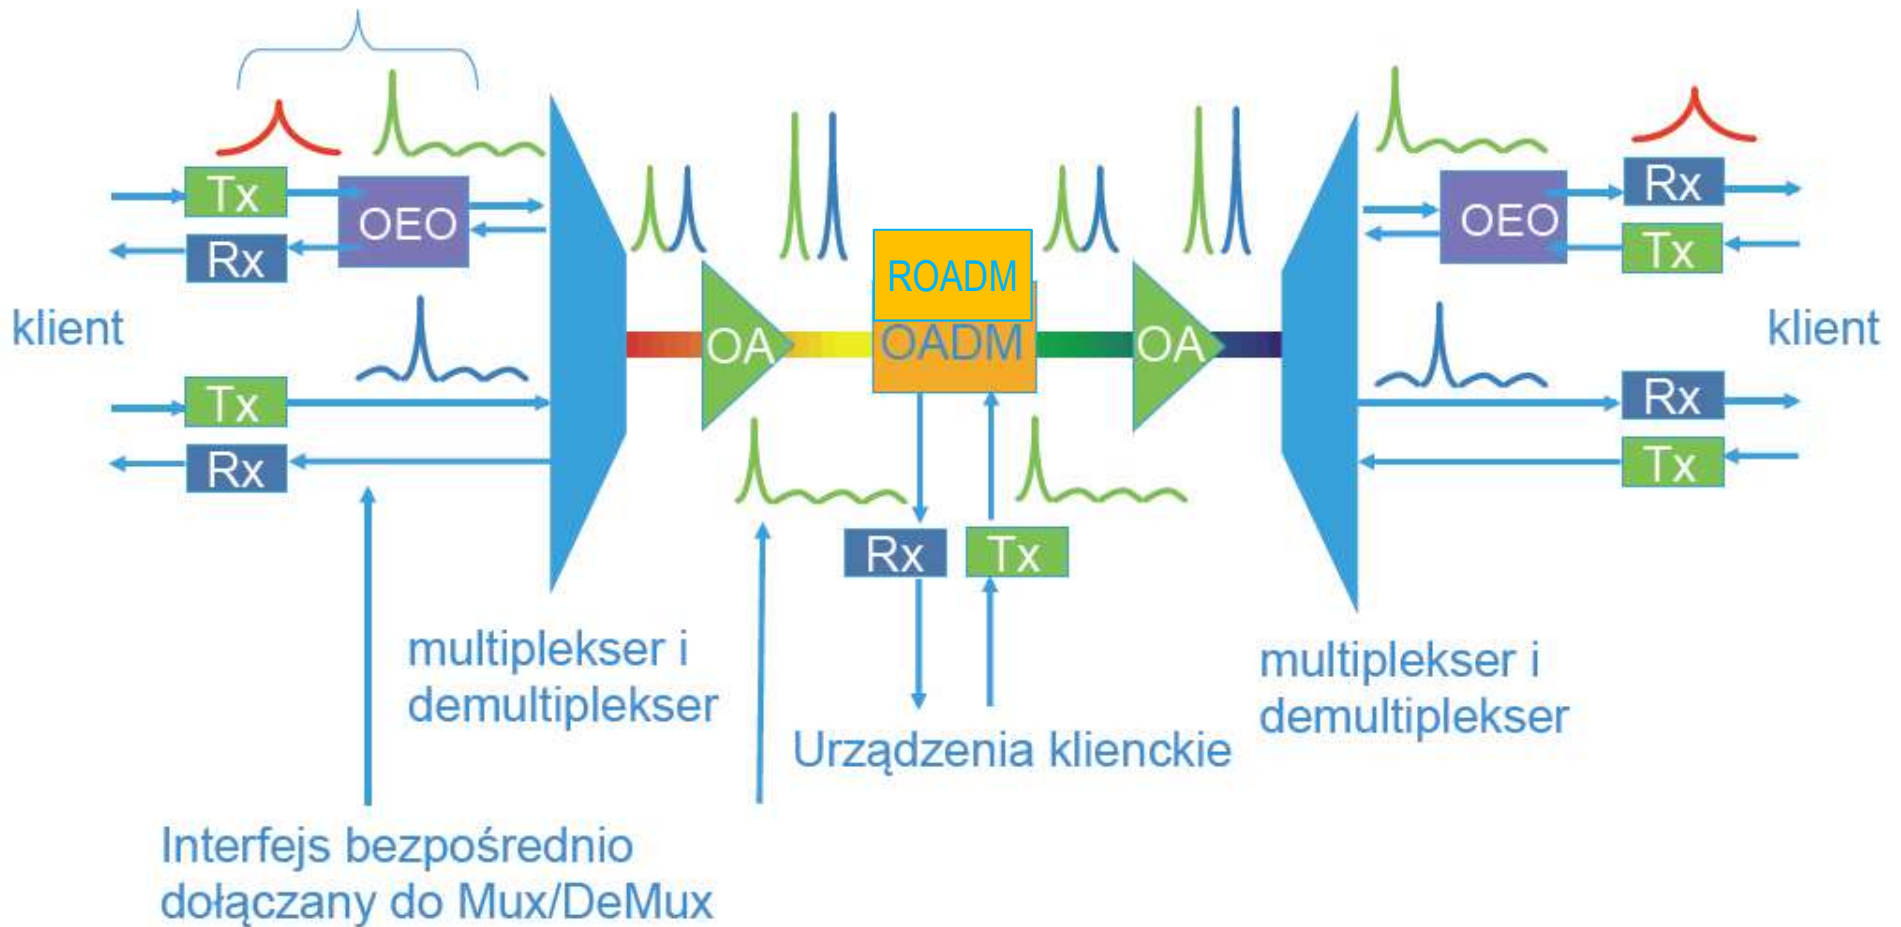 Tx
OEO
Rx
klient
Tx
Rx
OA
ROADM
OADM
OA
Rx
OEO
Tx
klient
Rx
Tx
Rx
Tx
multiplekser i
demultiplekser
multiplekser i
demultiplekser
Urządzenia klienckie
Interfejs bezpośrednio
dołączany do Mux/DeMux